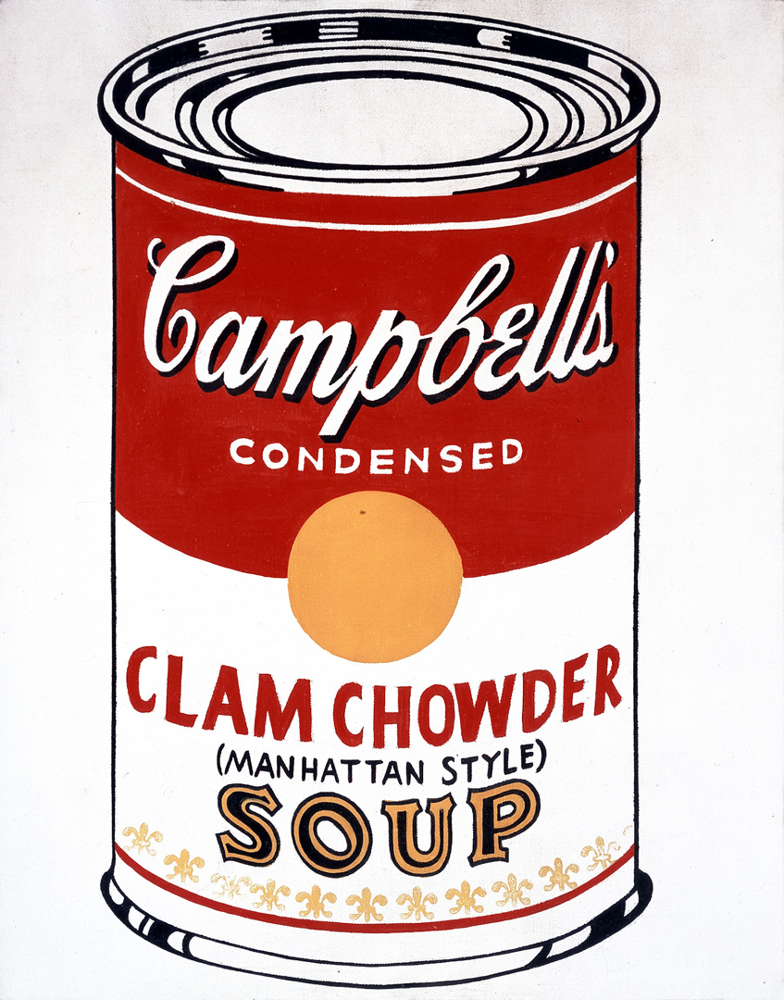 Campbell's
CONDENSED
CLAM CHOWDER
(MANHATTAN STYLE)
SOUP